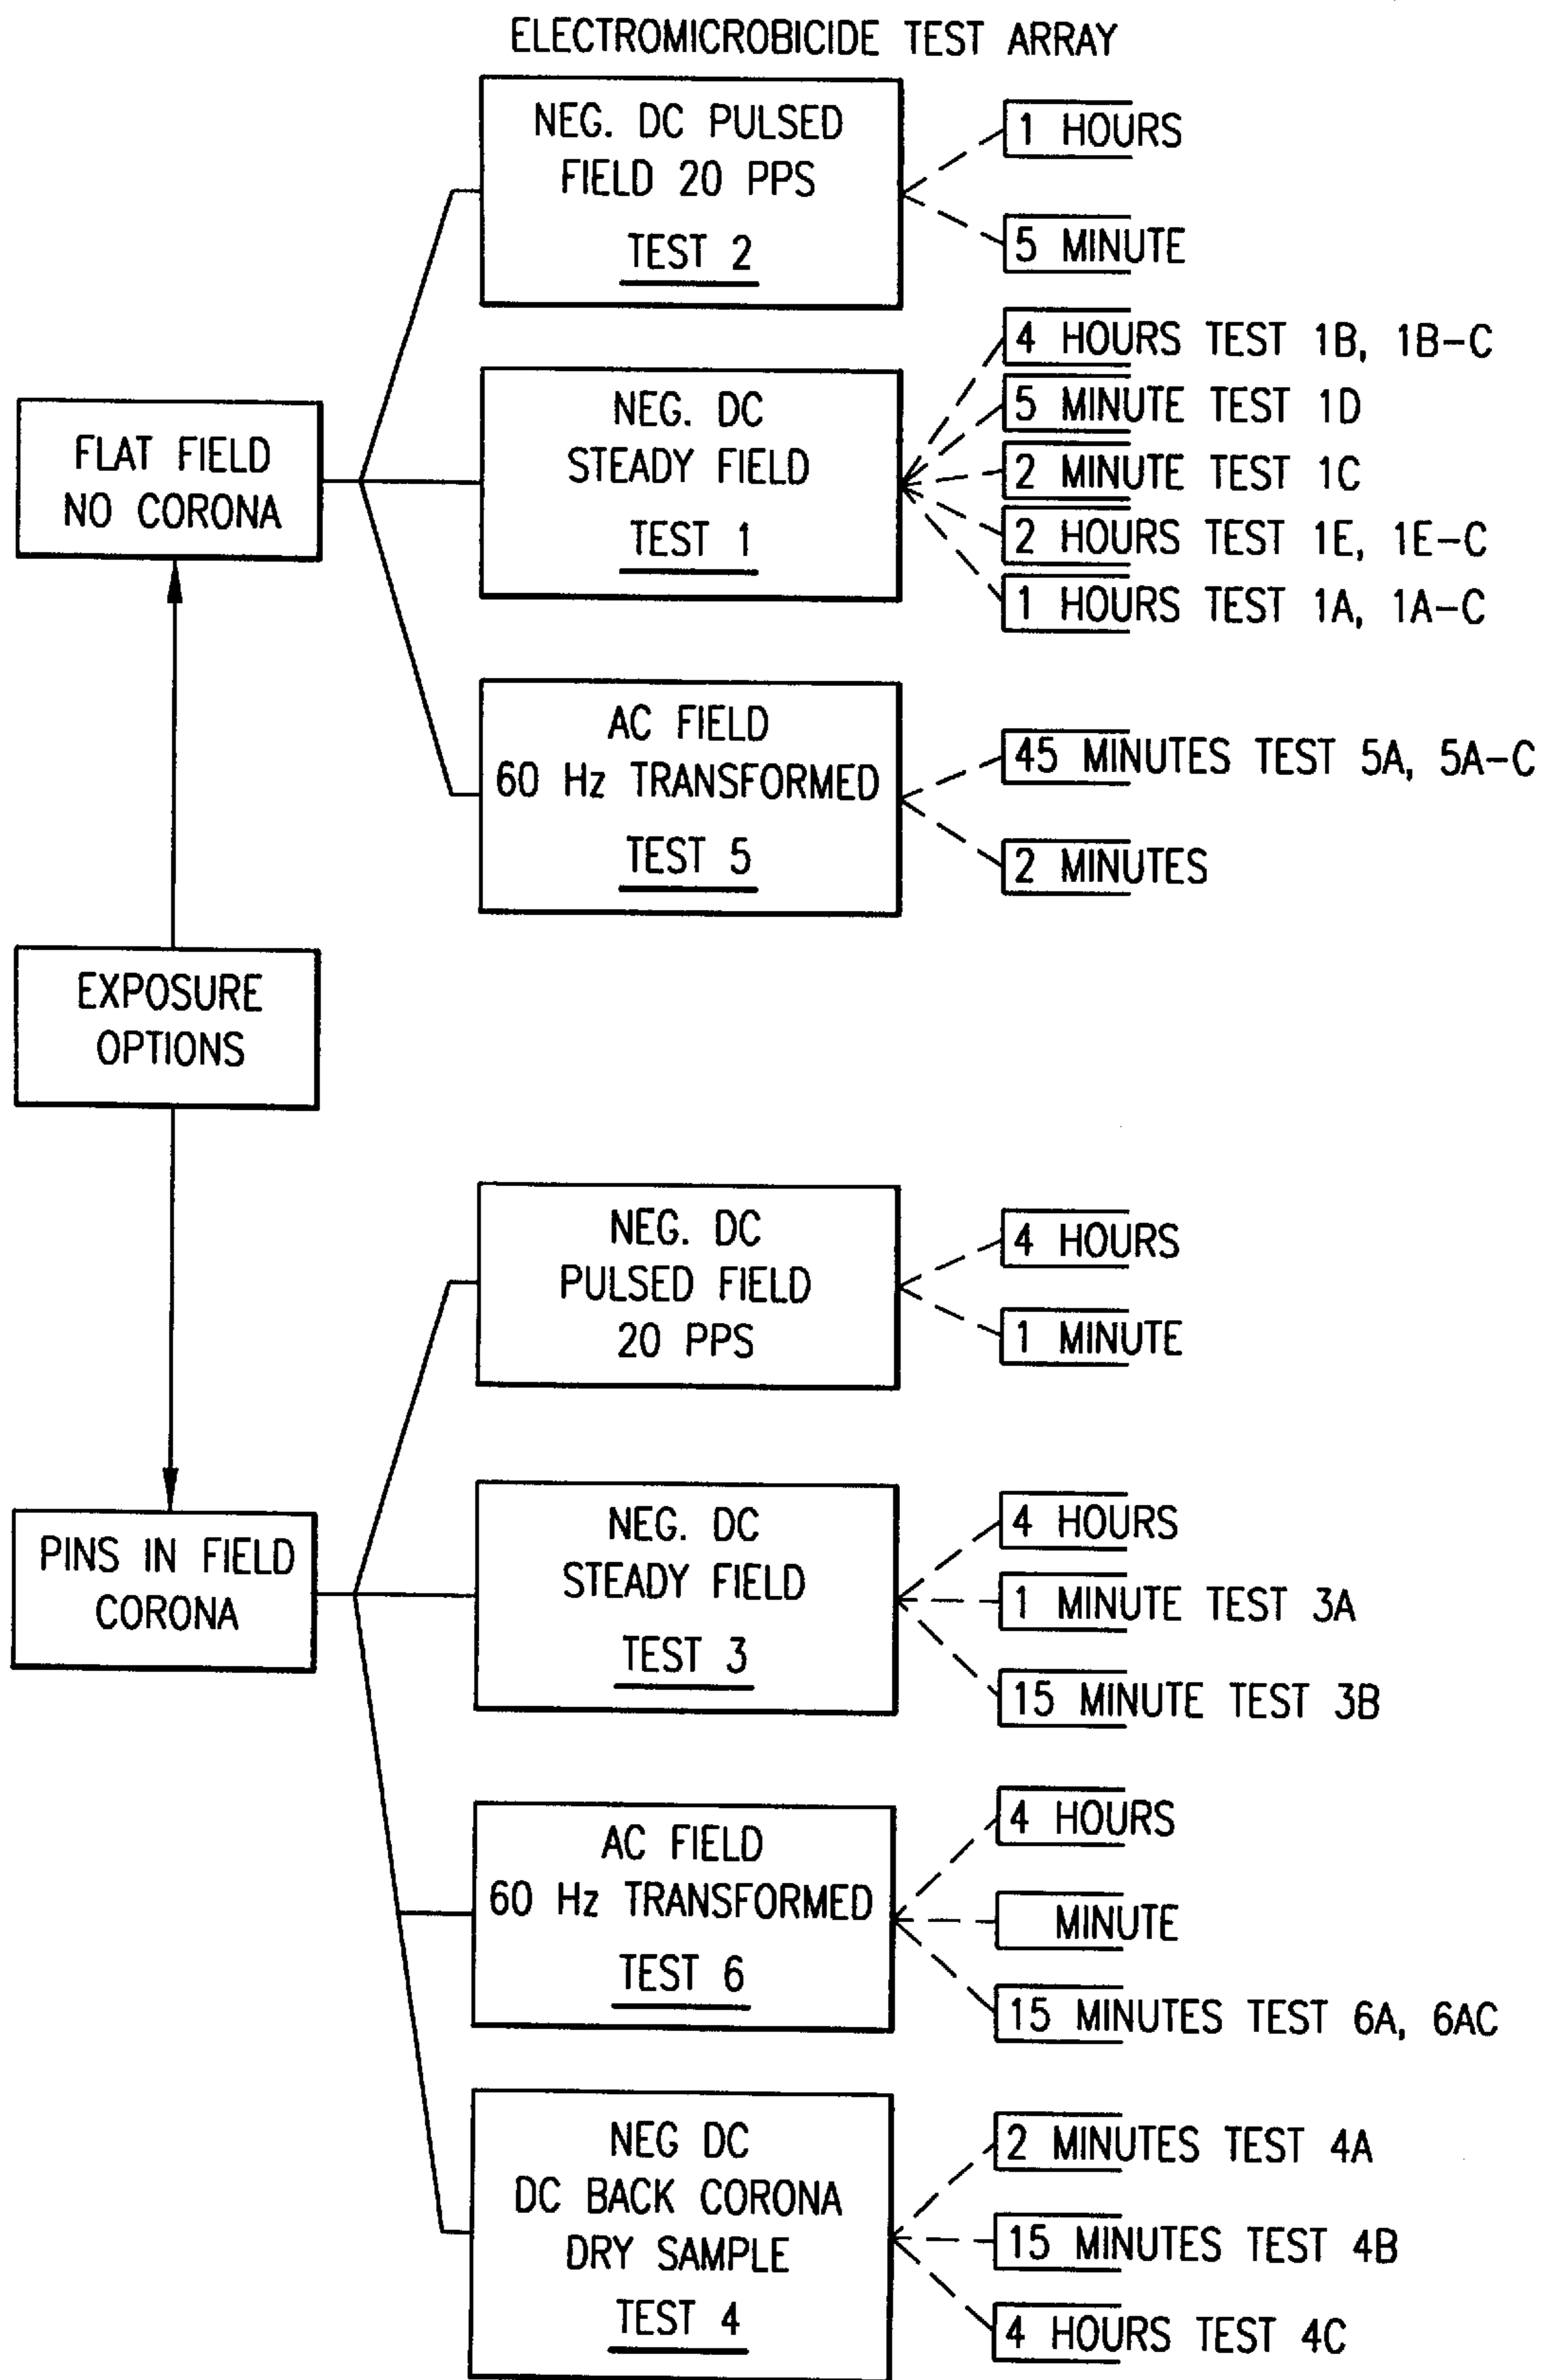 ELECTROMICROBICIDE TEST ARRAY
NEG. DC PULSED
FIELD 20 PPS
TEST 2
1 HOURS
5 MINUTE
FLAT FIELD
NO CORONA
NEG. DC
STEADY FIELD
TEST 1
4 HOURS TEST 1B, 1B-C
5 MINUTE TEST 1D
2 MINUTE TEST 1C
2 HOURS TEST 1E, 1E-C
1 HOURS TEST 1A, 1A-C
AC FIELD
60 Hz TRANSFORMED
TEST 5
45 MINUTES TEST 5A, 5A-C
2 MINUTES
EXPOSURE
OPTIONS
NEG. DC
PULSED FIELD
20 PPS
4 HOURS
1 MINUTE
PINS IN FIELD
CORONA
NEG. DC
STEADY FIELD
TEST 3
4 HOURS
1 MINUTE TEST 3A
15 MINUTE TEST 3B
AC FIELD
60 Hz TRANSFORMED
TEST 6
4 HOURS
MINUTE
15 MINUTES TEST 6A, 6AC
NEG DC
DC BACK CORONA
DRY SAMPLE
TEST 4
2 MINUTES TEST 4A
15 MINUTES TEST 4B
4 HOURS TEST 4C